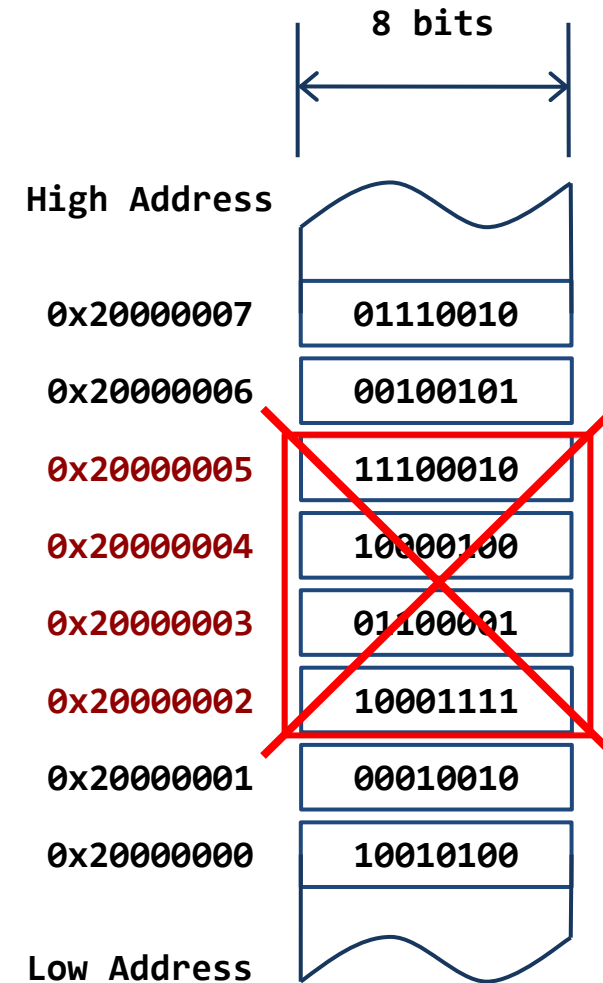 8 bits
High Address
0x20000007 01110010
0x20000006 00100101
0x20000005 11100010
0x20000004 10000100
0x20000003 01100001
0x20000002 10001111
0x20000001 00010010
0x20000000 10010100
Low Address